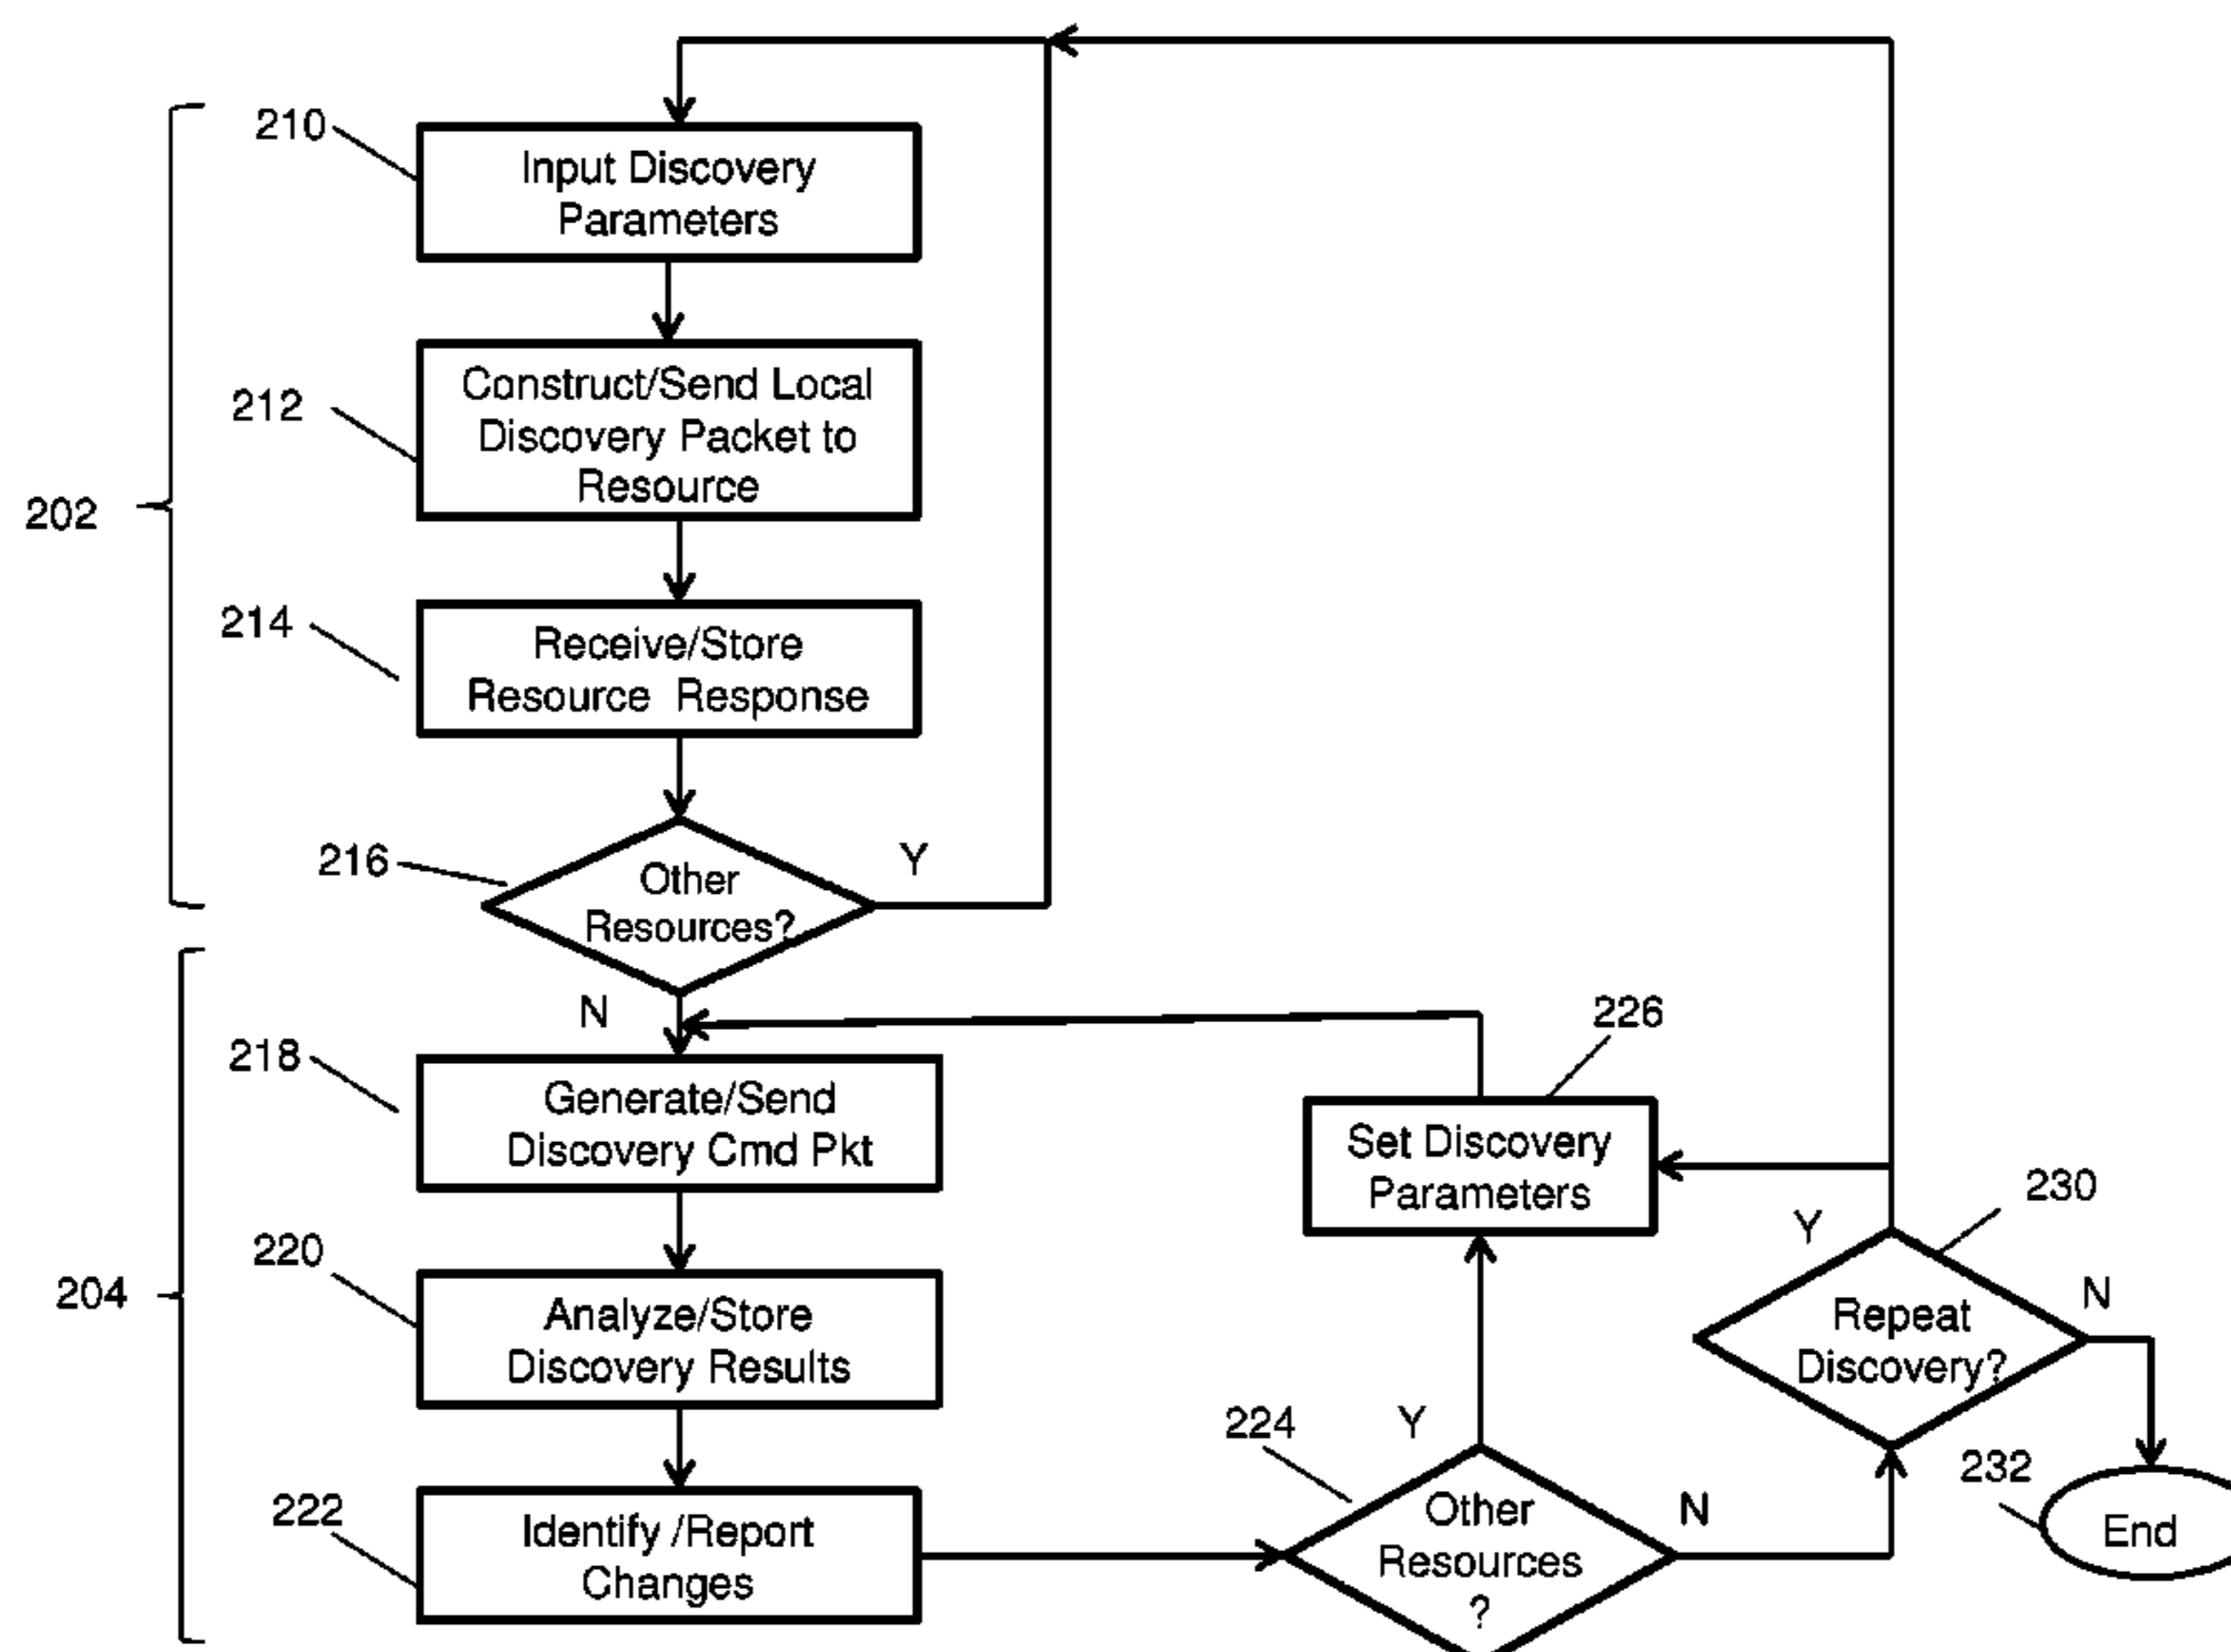 210
Input Discovery
Parameters
212
Construct/Send Local
Discovery Packet to
Resource
202
214
Receive/Store
Resource Response
216
Other
Resources?
Y
N
218
Generate/Send
Discovery Cmd Pkt
226
Set Discovery
Parameters
204
220
Analyze/Store
Discovery Results
222
Identify /Report
Changes
224
Y
Other
Resources
?
N
230
Y
Repeat
Discovery?
N
232
End